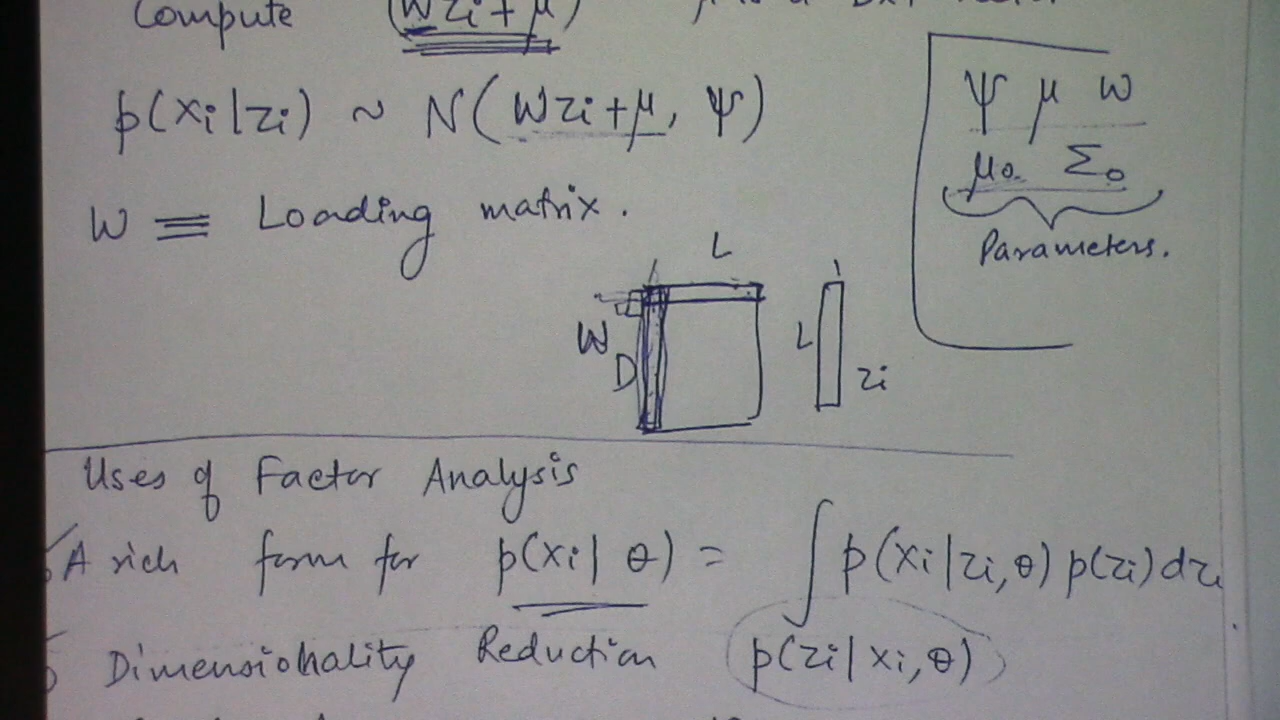 Compute (Wzi + μ)
p(xi|zi) ~ N(Wzi+μ, Ψ)
Ψ μ W
μ0 Σ0
Parameters.
W ≡ Loading matrix.
L
W
D
L
zi
Uses of Factor Analysis
A rich form for p(xi|θ) = ∫p(xi|zi,θ)p(zi)dzi
Dimensionality Reduction p(zi|xi,θ)